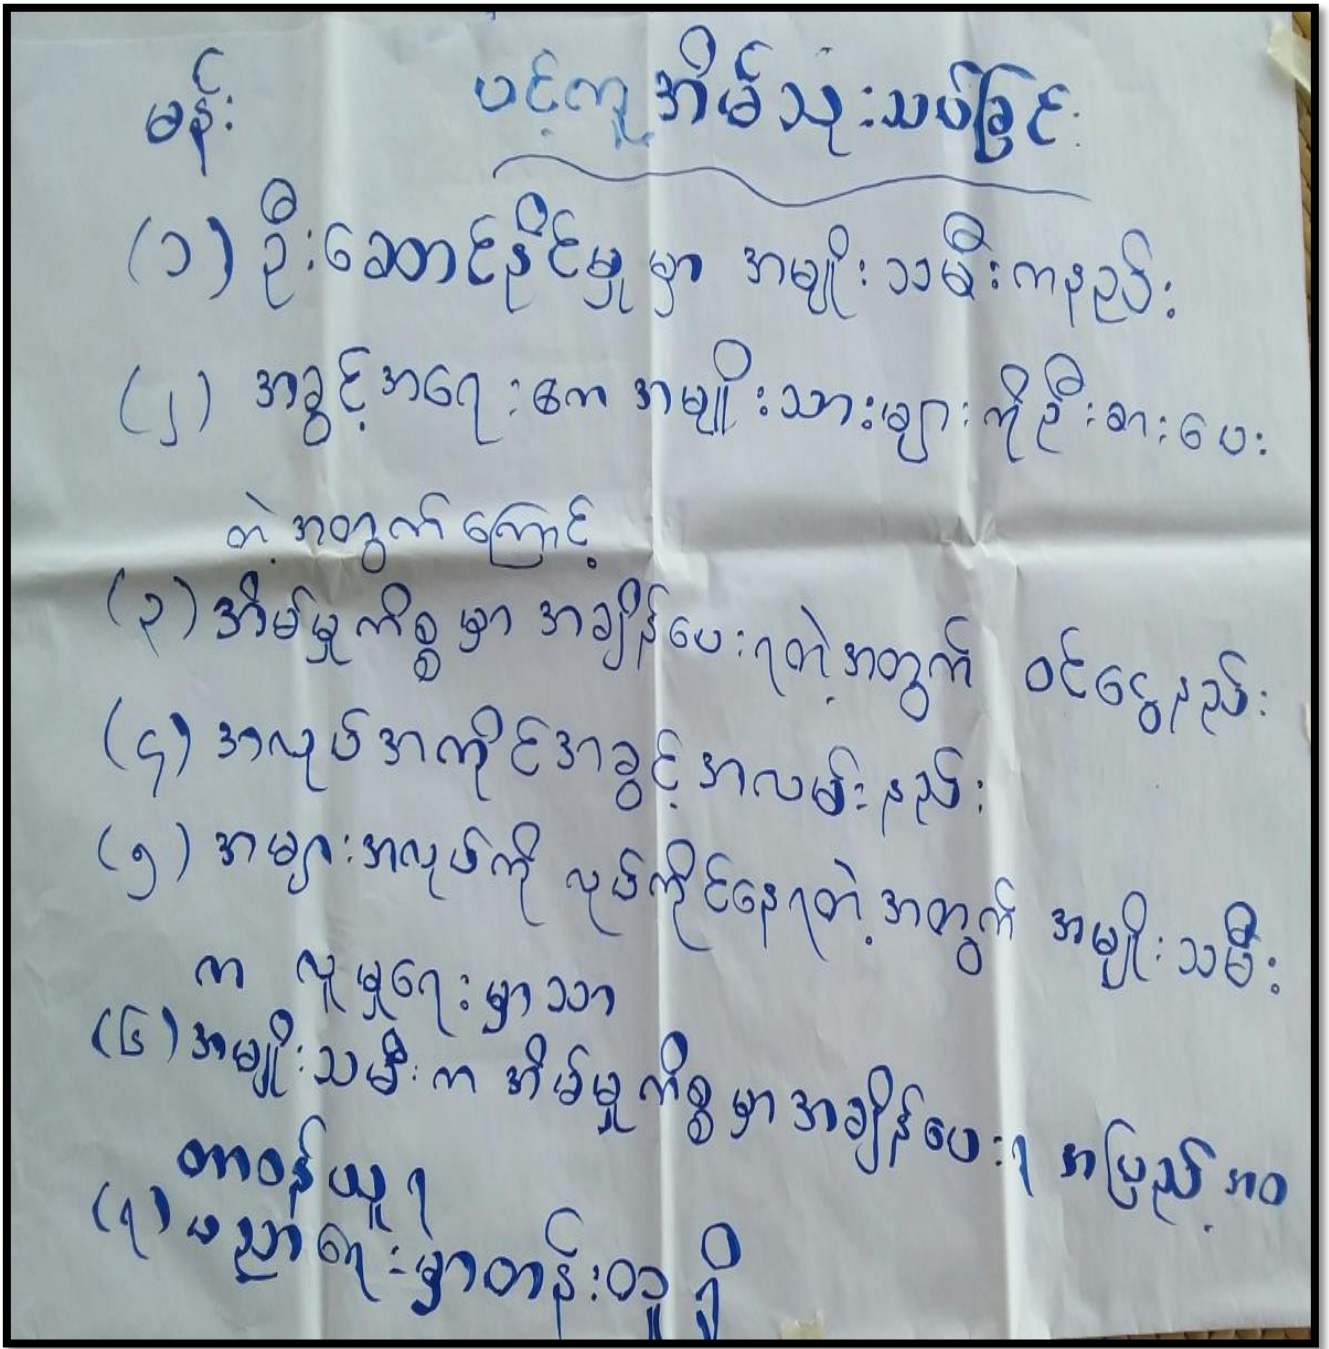 မန်း ပင့်ကူအိမ်သုံးသပ်ခြင်း
(၁) ဦးဆောင်နိုင်မှုမှာ အမျိုးသမီးကနည်း
(၂) အခွင့်အရေးကေ အမျိုးသားများကိုဦးစားပေး
တဲ့အတွက်ကြောင့်
(၃) အိမ်မှုကိစ္စမှာ အချိန်ပေးရတဲ့အတွက် ဝင်ငွေနည်း
(၄) အလုပ်အကိုင်အခွင့်အလမ်းနည်း
(၅) အများအလုပ်ကို လုပ်ကိုင်နေရတဲ့အတွက် အမျိုးသမီး
က လူမှုရေးမှာသာ
(၆) အမျိုးသမီးက အိမ်မှုကိစ္စမှာအချိန်ပေးရ အပြည့်အဝ
တာဝန်ယူရ
(၇) ပညာရေးမှာတန်းတူရှိ